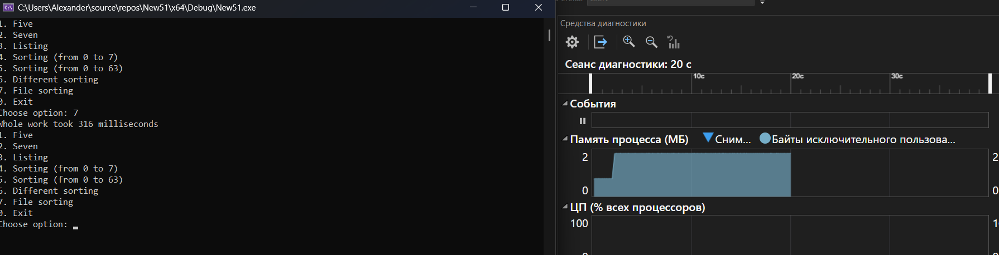 C:\Users\Alexander\source\repos\New51\x64\Debug\New51.exe
1. Five
2. Seven
3. Listing
4. Sorting (from 0 to 7)
5. Sorting (from 0 to 63)
6. Different sorting
7. File sorting
0. Exit
Choose option: 7
Whole work took 316 milliseconds
1. Five
2. Seven
3. Listing
4. Sorting (from 0 to 7)
5. Sorting (from 0 to 63)
6. Different sorting
7. File sorting
0. Exit
Choose option:
Средства диагностики
Сеанс диагностики: 20 с
10с 20с 30с
События
Память процесса (МБ) Сним... Байты исключительного пользова...
2 2
0 0
ЦП (% всех процессоров)
100